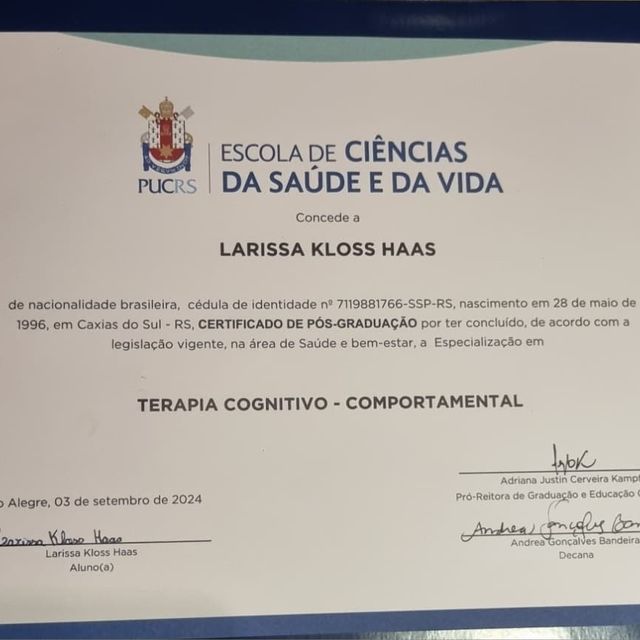 PUCRS
ESCOLA DE CIÊNCIAS
DA SAÚDE E DA VIDA
Concede a
LARISSA KLOSS HAAS
de nacionalidade brasileira, cédula de identidade nº 7119881766-SSP-RS, nascimento em 28 de maio de
1996, em Caxias do Sul - RS, CERTIFICADO DE PÓS-GRADUAÇÃO por ter concluído, de acordo com a
legislação vigente, na área de Saúde e bem-estar, a Especialização em
TERAPIA COGNITIVO - COMPORTAMENTAL
Adriana Justin Cerveira Kampf
Pró-Reitora de Graduação e Educação
o Alegre, 03 de setembro de 2024
Larissa Kloss Haas
Larissa Kloss Haas
Aluno(a)
Andrea Gonçalves
Andrea Gonçalves Bandeira
Decana